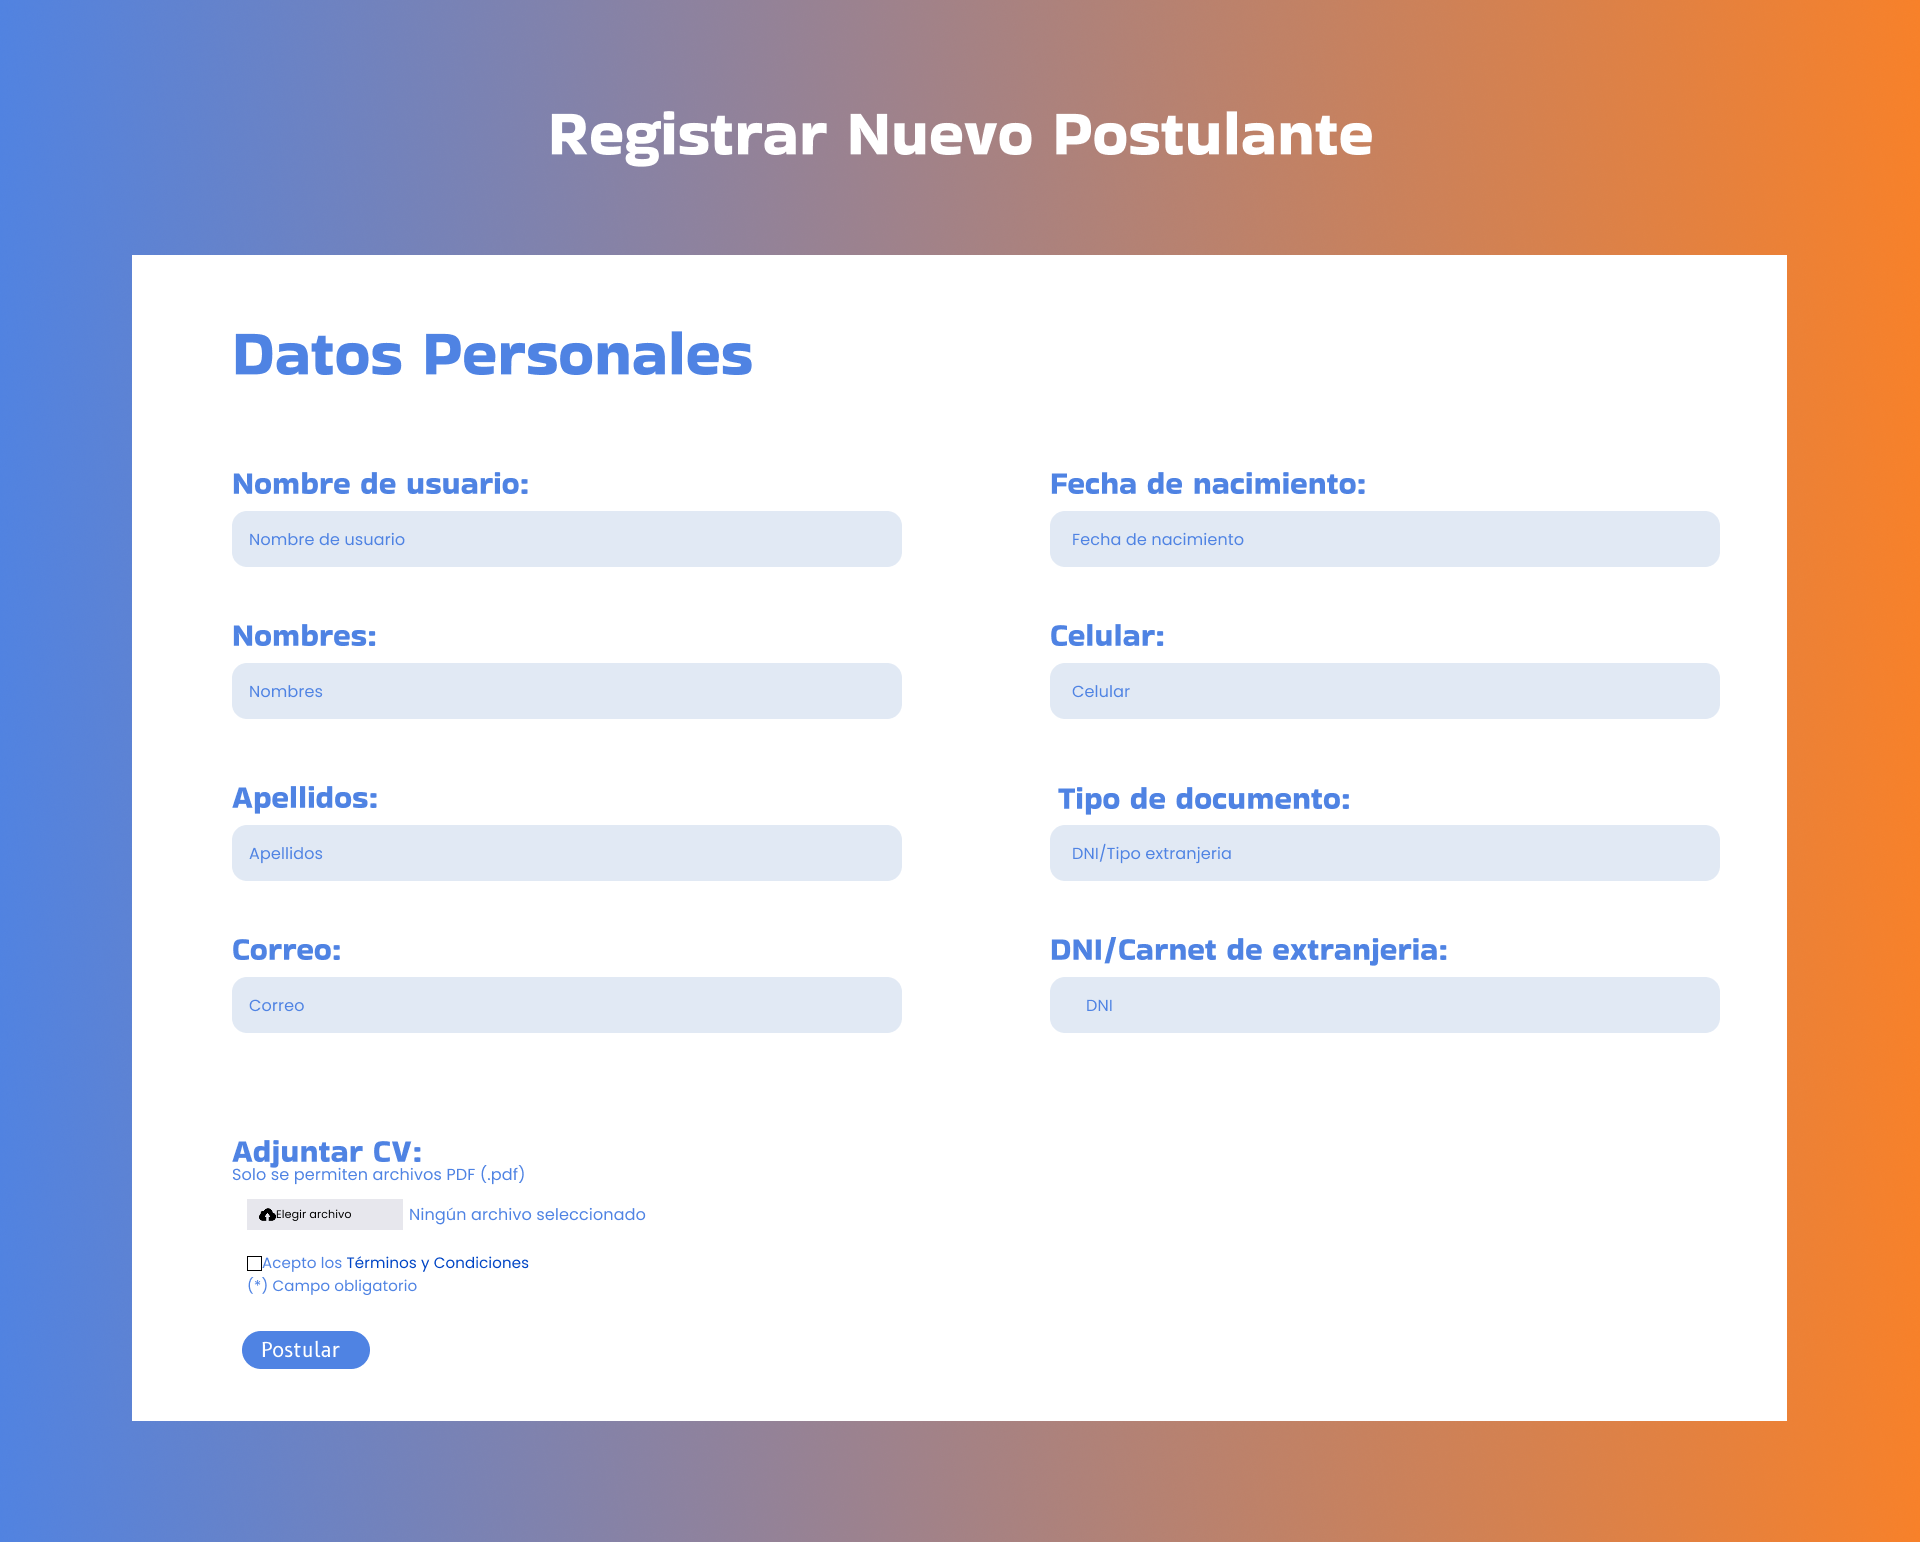 Registrar Nuevo Postulante
Datos Personales
Nombre de usuario:
Nombre de usuario
Fecha de nacimiento:
Fecha de nacimiento
Nombres:
Nombres
Celular:
Celular
Apellidos:
Apellidos
Tipo de documento:
DNI/Tipo extranjeria
Correo:
Correo
DNI/Carnet de extranjeria:
DNI
Adjuntar CV:
Solo se permiten archivos PDF (.pdf)
Elegir archivo Ningún archivo seleccionado
Acepto los Términos y Condiciones
(*) Campo obligatorio
Postular